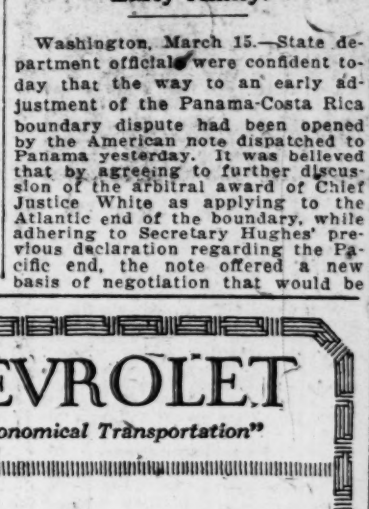 Washington, March 15.—State de-
partment officials were confident to-
day that the way to an early ad-
justment of the Panama-Costa Rica
boundary dispute had been opened
by the American note dispatched to
Panama yesterday. It was believed
that by agreeing to further discus-
sion of the arbitral award of Chief
Justice White as applying to the
Atlantic end of the boundary, while
adhering to Secretary Hughes' pre-
vious declaration regarding the Pa-
cific end, the note offered a new
basis of negotiation that would be
EVROLET
onomical Transportation"